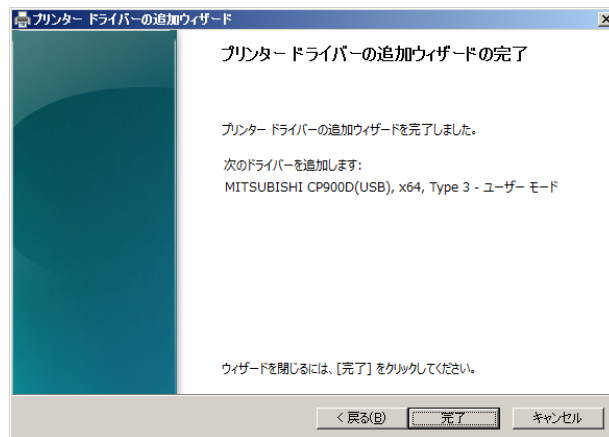 プリンター ドライバーの追加ウィザード
プリンター ドライバーの追加ウィザードの完了
プリンター ドライバーの追加ウィザードを完了しました。
次のドライバーを追加します:
MITSUBISHI CP900D(USB), x64, Type 3 - ユーザー モード
ウィザードを閉じるには、[完了] をクリックしてください。
< 戻る(B) 完了 キャンセル